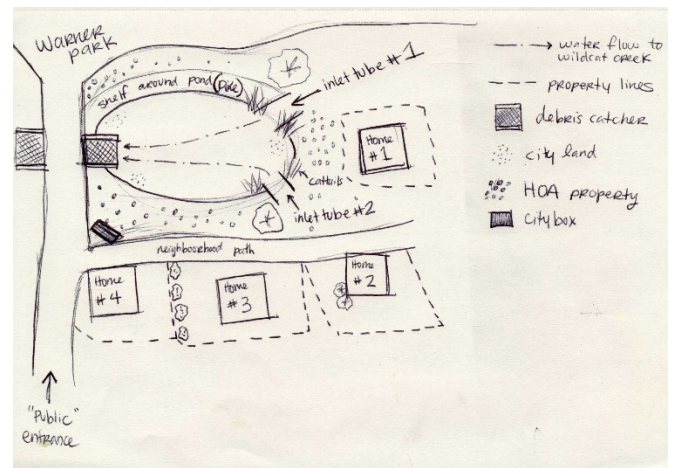 Warner
park
shelf around pond (Dike)
inlet tube #1
Home
#1
cattails
inlet tube #2
neighbourhood path
Home
#4
Home
#3
Home
#2
"Public"
entrance
water flow to
wildcat creek
property lines
debris catcher
city land
HOA property
City box